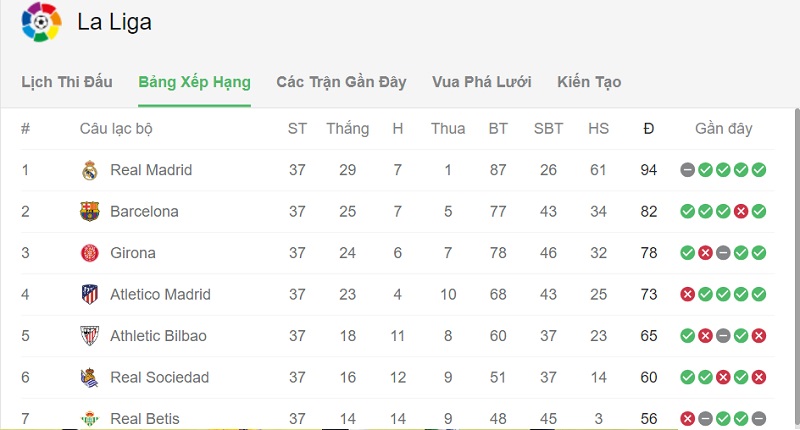 La Liga
Lịch Thi Đấu Bảng Xếp Hạng Các Trận Gần Đây Vua Phá Lưới Kiến Tạo
# Câu lạc bộ ST Thắng H Thua BT SBT HS Đ Gần đây
1 Real Madrid 37 29 7 1 87 26 61 94
2 Barcelona 37 25 7 5 77 43 34 82
3 Girona 37 24 6 7 78 46 32 78
4 Atletico Madrid 37 23 4 10 68 43 25 73
5 Athletic Bilbao 37 18 11 8 60 37 23 65
6 Real Sociedad 37 16 12 9 51 37 14 60
7 Real Betis 37 14 14 9 48 45 3 56